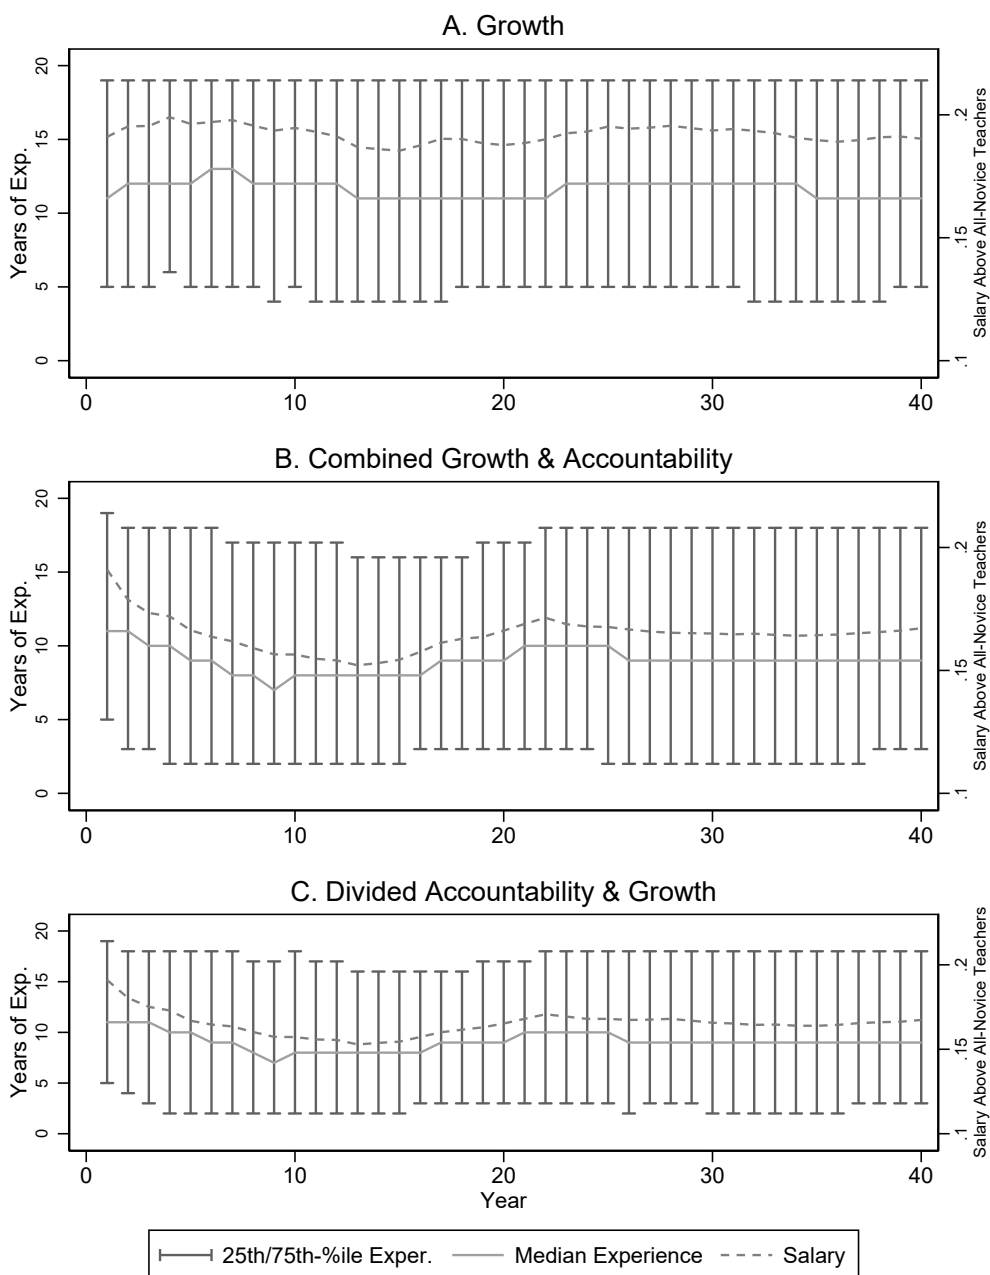 A. Growth
Years of Exp.
0 5 10 15 20
Salary Above All-Novice Teachers
.1 .15 .2
0 10 20 30 40
B. Combined Growth & Accountability
Years of Exp.
0 5 10 15 20
Salary Above All-Novice Teachers
.1 .15 .2
0 10 20 30 40
C. Divided Accountability & Growth
Years of Exp.
0 5 10 15 20
Salary Above All-Novice Teachers
.1 .15 .2
0 10 20 30 40
Year
25th/75th-%ile Exper. Median Experience Salary